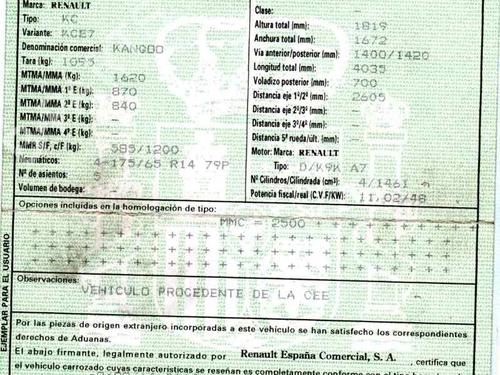 Marca: RENAULT
Tipo: KC
Variante: KCE7
Denominación comercial: KANGOO
Tara (kg): 1055
MTMA/MMA (Kg): 1620
MTMA/MMA 1º E (kg): 870
MTMA/MMA 2º E (kg): 840
MTMA/MMA 3º E (kg): -
MTMA/MMA 4º E (kg): -
MMR S/F, c/F (kg): 585/1200
Neumáticos: 4-175/65 R14 79P
Nº de asientos: 5
Volumen de bodega: -
Clase: -
Altura total (mm): 1819
Anchura total (mm): 1672
Vía anterior/posterior (mm): 1400/1420
Longitud total (mm): 4035
Voladizo posterior (mm): 700
Distancia eje 1º/2º (mm): 2605
Distancia eje 2º/3º (mm): -
Distancia eje 3º/4º (mm): -
Distancia 5ª rueda/últ. (mm): -
Motor: Marca: RENAULT
Tipo: D/K9K A7
Nº Cilindros/Cilindrada (cm³): 4/1461
Potencia fiscal/real (C.V.F/KW): 11,02/48
Opciones incluidas en la homologación de tipo:
MMC - 2500
+ + + + + + + + + + + + + + + + + +
+ + + + + + + + + + + + + + + + + +
+ + + + + + + + + + + + + + + + + +
Observaciones:
VEHICULO PROCEDENTE DE LA CEE
EJEMPLAR PARA EL USUARIO
Por las piezas de origen extranjero incorporadas a este vehículo se han satisfecho los correspondientes
derechos de Aduanas.
El abajo firmante, legalmente autorizado por Renault España Comercial, S. A. , certifica que
el vehículo carrozado cuyas características se reseñan es completamente conforme con el tipo